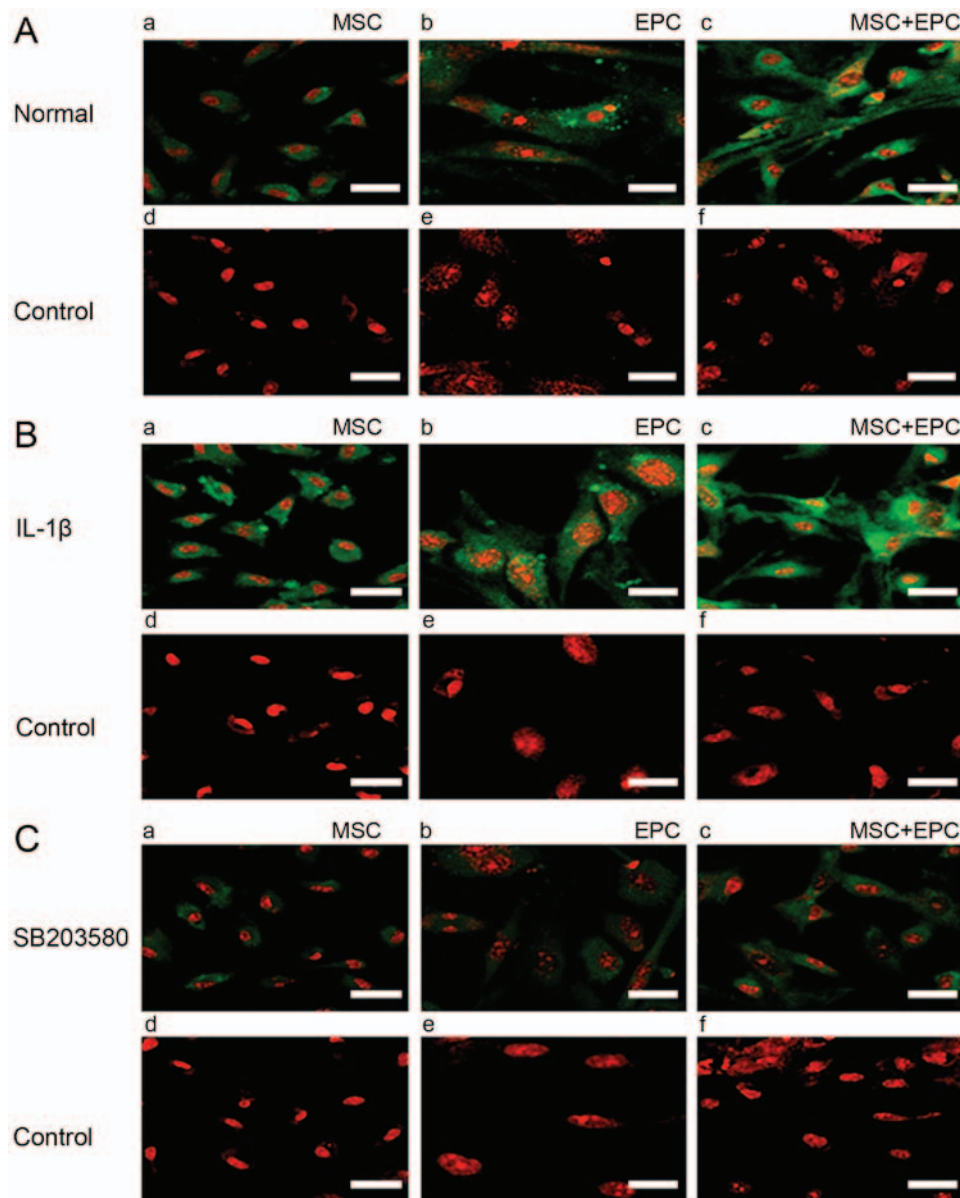 A
a MSC b EPC c MSC+EPC
Normal
d e f
Control
B
a MSC b EPC c MSC+EPC
IL-1β
d e f
Control
C
a MSC b EPC c MSC+EPC
SB203580
d e f
Control